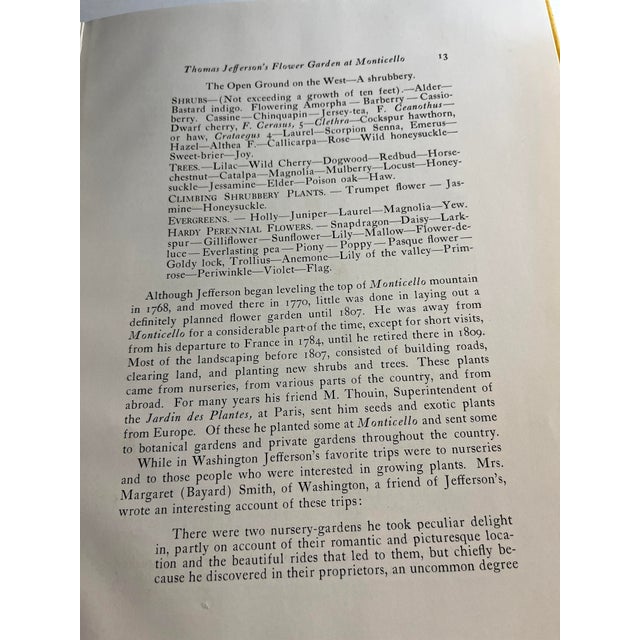 Thomas Jefferson's Flower Garden at Monticello 13
The Open Ground on the West—A shrubbery.
SHRUBS—(Not exceeding a growth of ten feet).—Alder—
Bastard indigo. Flowering Amorpha — Barberry — Cassio-
berry. Cassine—Chinquapin—Jersey-tea, F. Ceanothus—
Dwarf cherry, F. Cerasus, 5—Clethra—Cockspur hawthorn,
or haw, Crataegus 4—Laurel—Scorpion Senna, Emerus—
Hazel—Althea F.—Callicarpa—Rose—Wild honeysuckle—
Sweet-brier—Joy.
TREES.—Lilac—Wild Cherry—Dogwood—Redbud—Horse-
chestnut—Catalpa—Magnolia—Mulberry—Locust—Honey-
suckle—Jessamine—Elder—Poison oak—Haw.
CLIMBING SHRUBBERY PLANTS. — Trumpet flower — Jas-
mine—Honeysuckle.
EVERGREENS. — Holly—Juniper—Laurel—Magnolia—Yew.
HARDY PERENNIAL FLOWERS. — Snapdragon—Daisy—Lark-
spur — Gilliflower—Sunflower—Lily—Mallow—Flower-de-
luce—Everlasting pea—Piony—Poppy—Pasque flower—
Goldy lock, Trollius—Anemone—Lily of the valley—Prim-
rose—Periwinkle—Violet—Flag.
Although Jefferson began leveling the top of Monticello mountain
in 1768, and moved there in 1770, little was done in laying out a
definitely planned flower garden until 1807. He was away from
Monticello for a considerable part of the time, except for short visits,
from his departure to France in 1784, until he retired there in 1809.
Most of the landscaping before 1807, consisted of building roads,
clearing land, and planting new shrubs and trees. These plants
came from nurseries, from various parts of the country, and from
abroad. For many years his friend M. Thouin, Superintendent of
the Jardin des Plantes, at Paris, sent him seeds and exotic plants
from Europe. Of these he planted some at Monticello and sent some
to botanical gardens and private gardens throughout the country.
While in Washington Jefferson's favorite trips were to nurseries
and to those people who were interested in growing plants. Mrs.
Margaret (Bayard) Smith, of Washington, a friend of Jefferson's,
wrote an interesting account of these trips:
There were two nursery-gardens he took peculiar delight
in, partly on account of their romantic and picturesque loca-
tion and the beautiful rides that led to them, but chiefly be-
cause he discovered in their proprietors, an uncommon degree